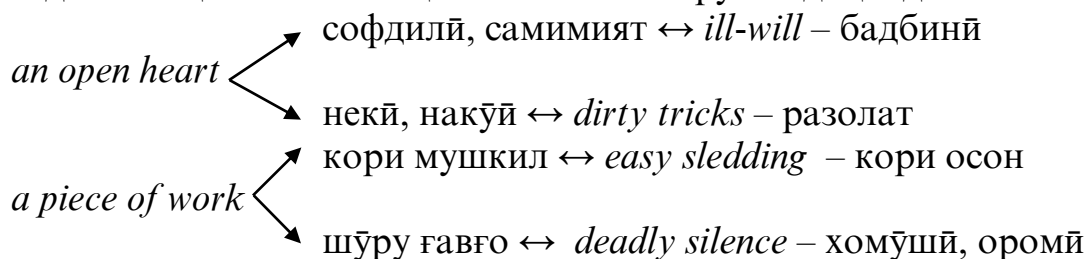 софдилӣ, самимият ↔ ill-will – бадбинӣ
an open heart
некӣ, накӯӣ ↔ dirty tricks – разолат
кори мушкил ↔ easy sledding – кори осон
a piece of work
шӯру ғавғо ↔ deadly silence – хомӯшӣ, оромӣ